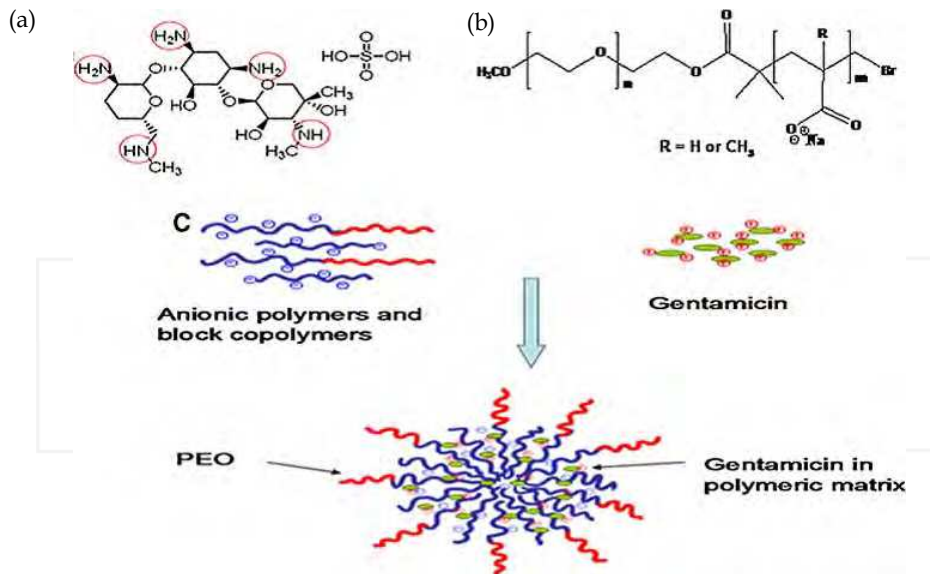 (a)
H₂N
H₂N
O
NH₂
O
HO
O
O
CH₃
OH
HO
NH
H₃C
HN
CH₃
O
HO S OH
O
(b)
H₃CO
O
n
O
O
R
m
Br
O
O
⊖ ⊕
Na
R = H or CH₃
C
Anionic polymers and
block copolymers
Gentamicin
PEO
Gentamicin in
polymeric matrix